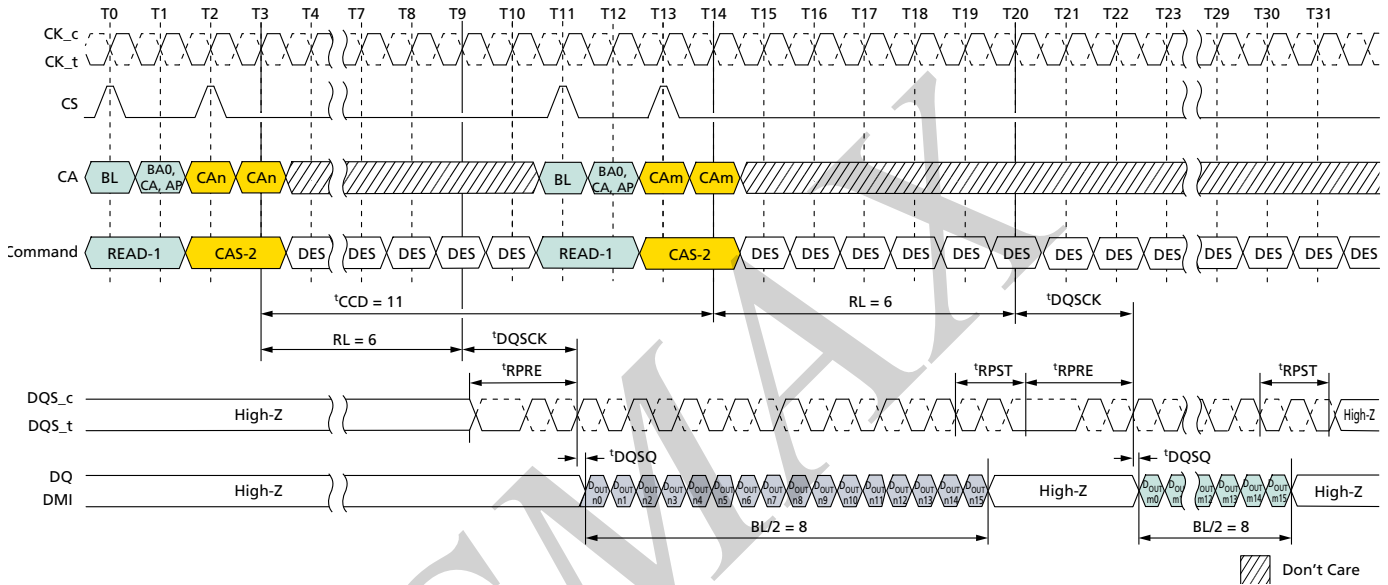 T0 T1 T2 T3 T4 T7 T8 T9 T10 T11 T12 T13 T14 T15 T16 T17 T18 T19 T20 T21 T22 T23 T29 T30 T31
CK_c
CK_t
CS
CA BL BA0, CA, AP CAn CAn BL BA0, CA, AP CAm CAm
Command READ-1 CAS-2 DES DES DES DES DES READ-1 CAS-2 DES DES DES DES DES DES DES DES DES DES DES DES
tCCD = 11 RL = 6 tDQSCK
RL = 6 tDQSCK
tRPRE tRPST tRPRE tRPST
DQS_c
DQS_t
High-Z High-Z
tDQSQ tDQSQ
DQ
DMI
High-Z DOUT n0 DOUT n1 DOUT n2 DOUT n3 DOUT n4 DOUT n5 DOUT n6 DOUT n7 DOUT n8 DOUT n9 DOUT n10 DOUT n11 DOUT n12 DOUT n13 DOUT n14 DOUT n15 High-Z DOUT m0 DOUT m1 DOUT m12 DOUT m13 DOUT m14 DOUT m15 High-Z
BL/2 = 8 BL/2 = 8
Don't Care